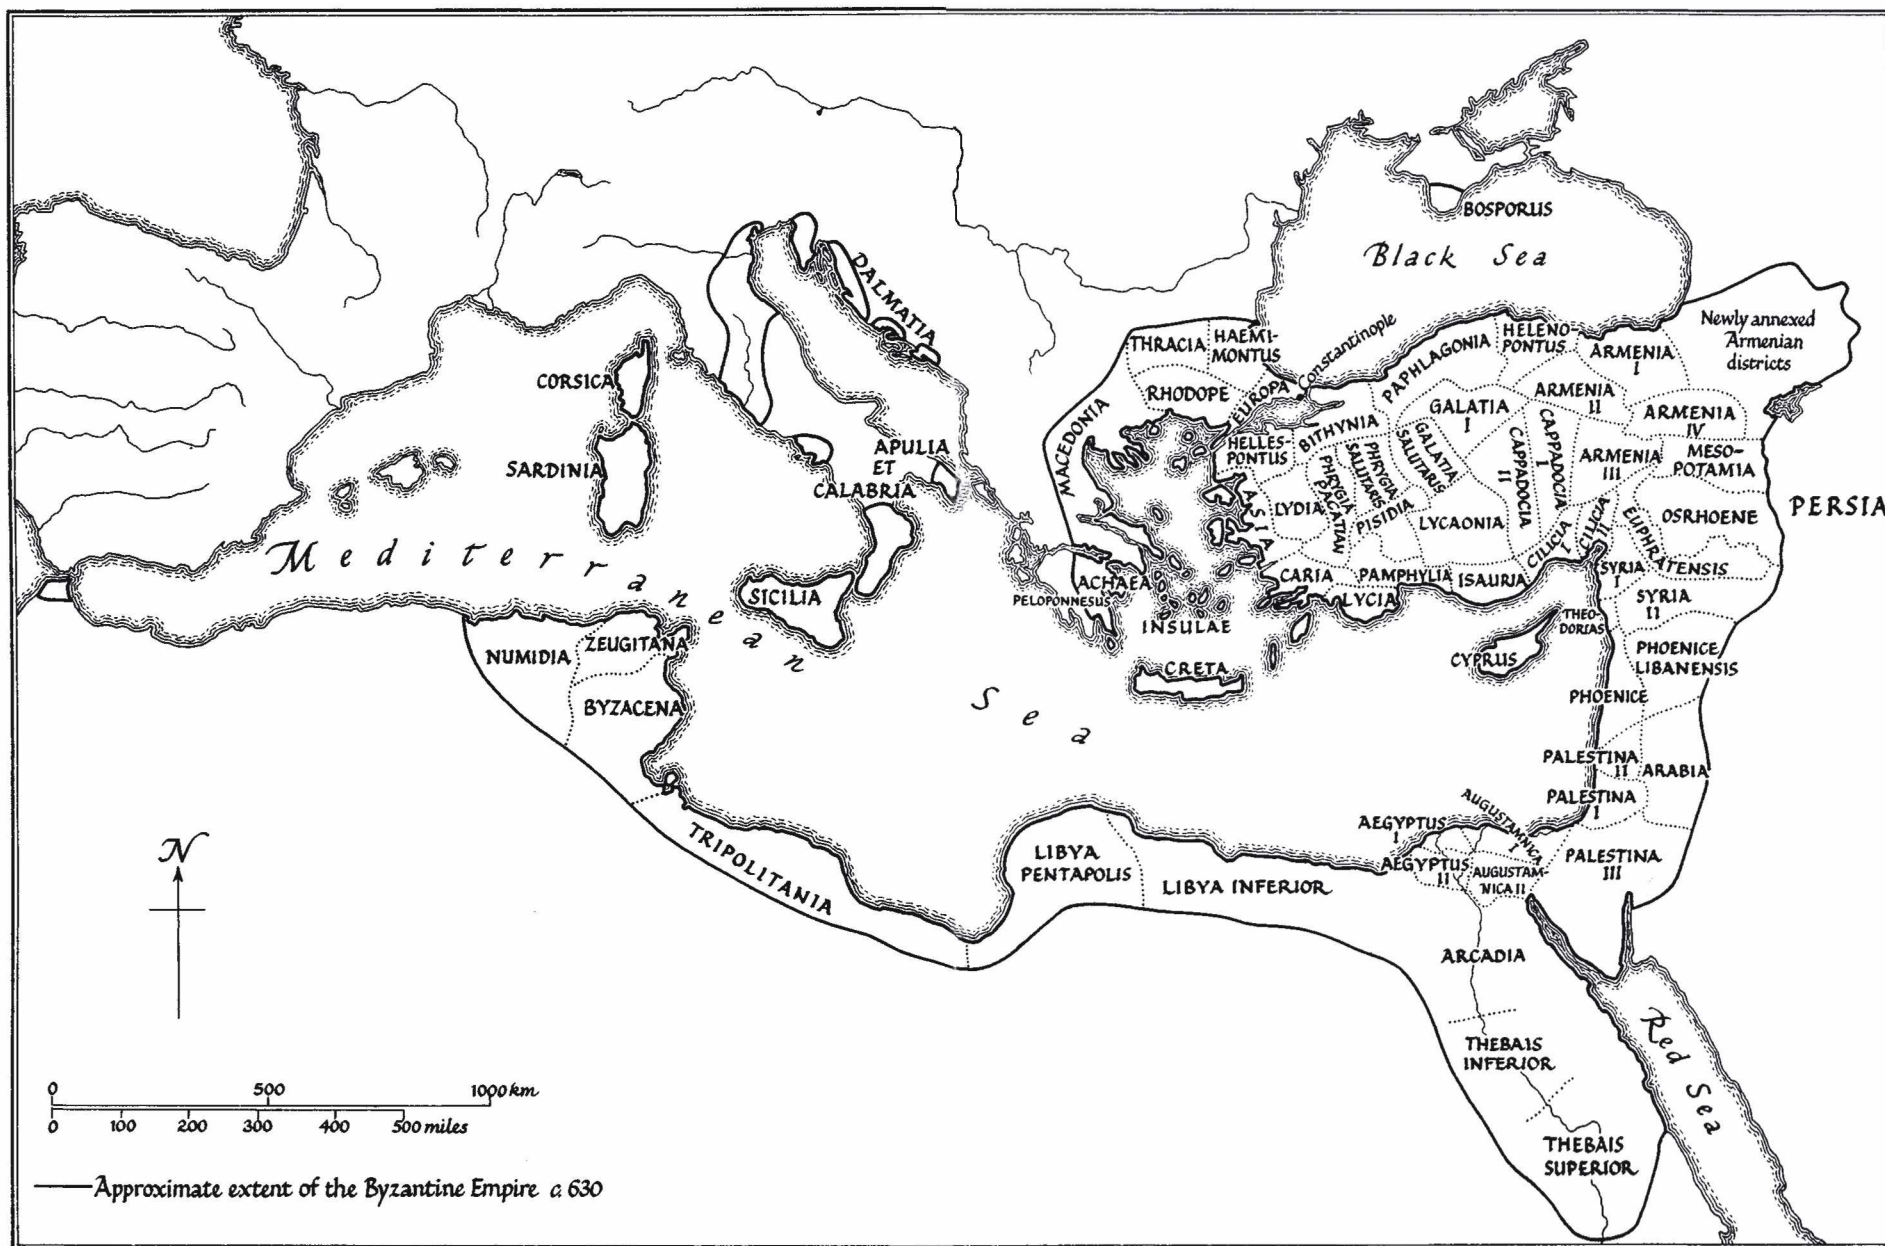 BOSPORUS
Black Sea
DALMATIA
Newly annexed
Armenian
districts
THRACIA
HAEMI-
MONTUS
Constantinople
PAPHLAGONIA
HELENO-
PONTUS
ARMENIA
I
CORSICA
RHODOPE
EUROPA
MACEDONIA
GALATIA
I
ARMENIA
II
ARMENIA
IV
HELLES-
PONTUS
BITHYNIA
GALATIA
SALUTARIS
CAPPADOCIA
I
CAPPADOCIA
II
ARMENIA
III
MESO-
POTAMIA
SARDINIA
APULIA
ET
CALABRIA
ASIA
LYDIA
PHRYGIA
PACATIAN
PHRYGIA
SALUTARIS
PISIDIA
LYCAONIA
CILICIA
I
CILICIA
II
EUPHRATENSIS
OSRHOENE
PERSIA
Mediterranean
SICILIA
ACHAEA
PELOPONNESUS
CARIA
PAMPHYLIA
LYCIA
ISAURIA
SYRIA
I
SYRIA
II
THEO-
DORIAS
INSULAE
NUMIDIA
ZEUGITANA
CRETA
CYPRUS
PHOENICE
LIBANENSIS
BYZACENA
Sea
PHOENICE
PALESTINA
II
ARABIA
PALESTINA
I
N
TRIPOLITANIA
LIBYA
PENTAPOLIS
LIBYA INFERIOR
AEGYPTUS
I
AUGUSTAMNICA
I
AEGYPTUS
II
AUGUSTAM-
NICA II
PALESTINA
III
ARCADIA
THEBAIS
INFERIOR
Red Sea
THEBAIS
SUPERIOR
0 500 1000 km
0 100 200 300 400 500 miles
Approximate extent of the Byzantine Empire c. 630